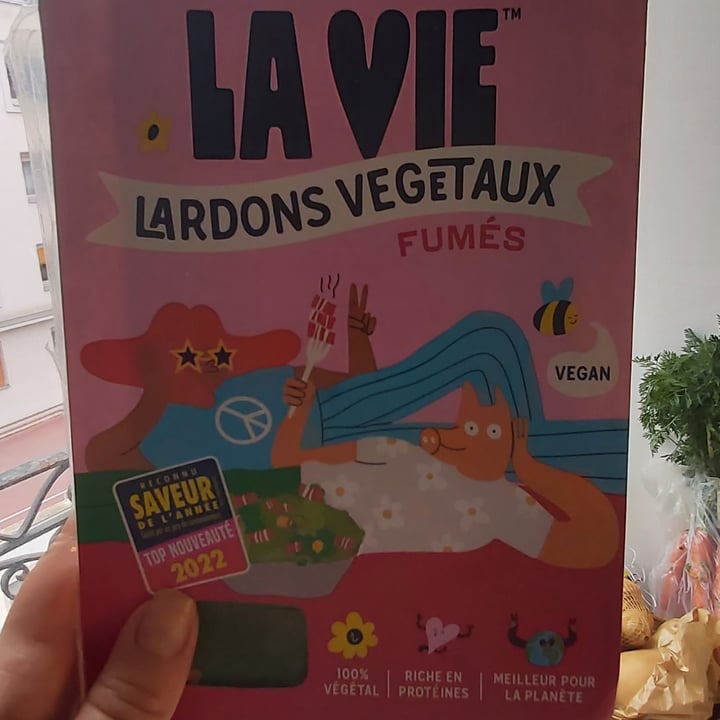 LA VIE™
LARDONS VEGETAUX
FUMÉS
VEGAN
RECONNU
SAVEUR
DE L'ANNÉE
TOP NOUVEAUTÉ
2022
100%
VÉGÉTAL
RICHE EN
PROTÉINES
MEILLEUR POUR
LA PLANÈTE